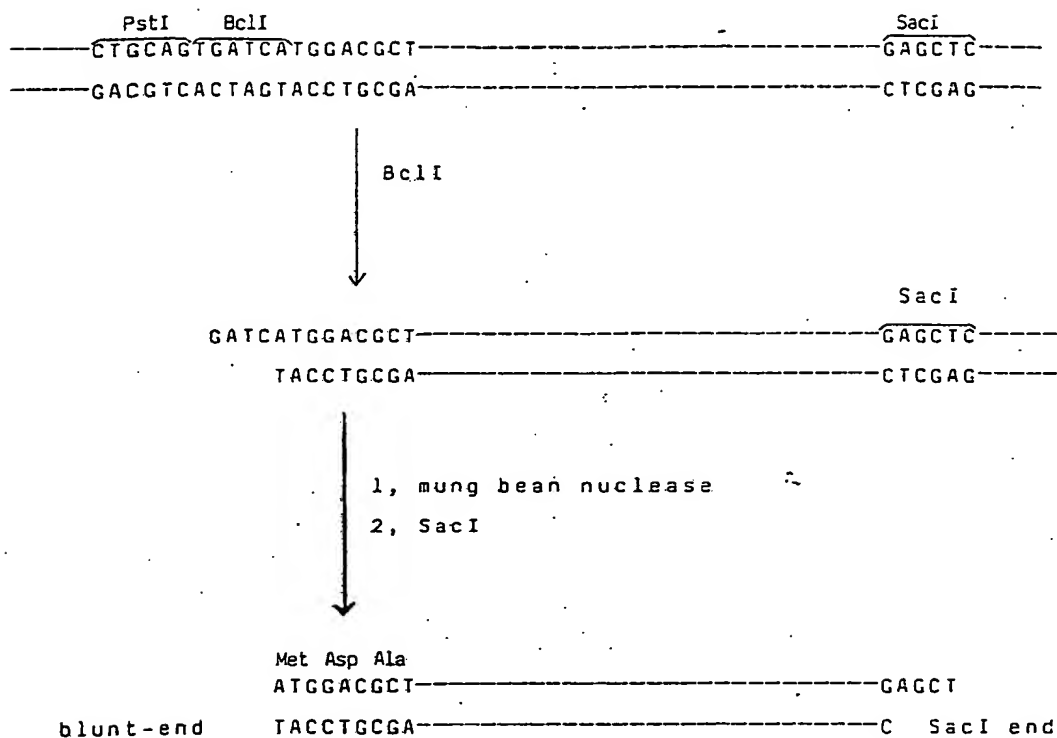 PstI BclI SacI
-----CTGCAGTGATCATGGACGCT-----------------------------GAGCTC----
-----GACGTCACTAGTACCTGCGA-----------------------------CTCGAG----
BclI
SacI
GATCATGGACGCT-----------------------------GAGCTC----
TACCTGCGA-----------------------------CTCGAG----
1, mung bean nuclease
2, SacI
Met Asp Ala
ATGGACGCT-----------------------------GAGCT
blunt-end TACCTGCGA-----------------------------C SacI end